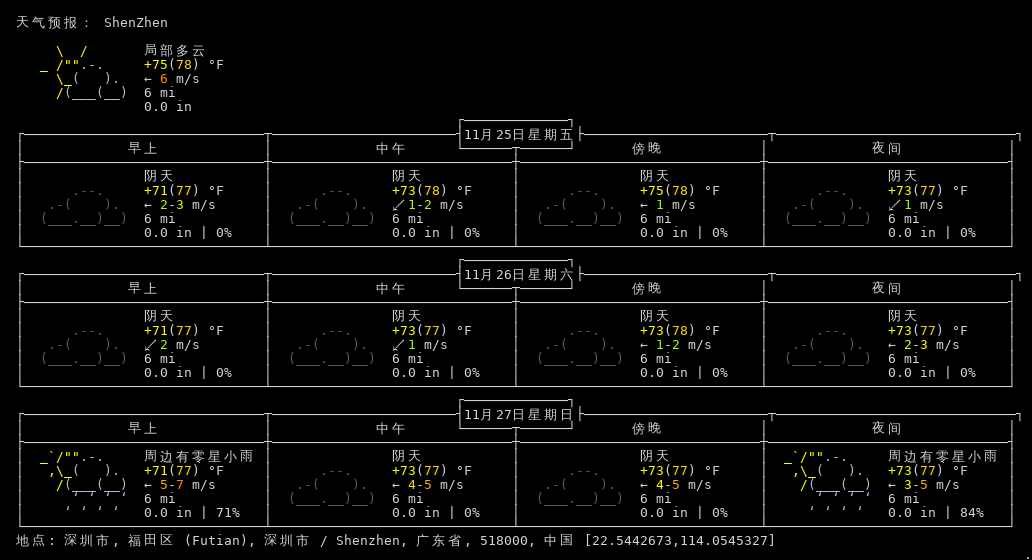 天气预报： ShenZhen
局部多云
+75(78) °F
← 6 m/s
6 mi
0.0 in
11月25日星期五
早上 中午 傍晚 夜间
阴天 阴天 阴天 阴天
+71(77) °F +73(78) °F +75(78) °F +73(77) °F
← 2-3 m/s ↙ 1-2 m/s ← 1 m/s ↙ 1 m/s
6 mi 6 mi 6 mi 6 mi
0.0 in | 0% 0.0 in | 0% 0.0 in | 0% 0.0 in | 0%
11月26日星期六
早上 中午 傍晚 夜间
阴天 阴天 阴天 阴天
+71(77) °F +73(77) °F +73(78) °F +73(77) °F
↙ 2 m/s ↙ 1 m/s ← 1-2 m/s ← 2-3 m/s
6 mi 6 mi 6 mi 6 mi
0.0 in | 0% 0.0 in | 0% 0.0 in | 0% 0.0 in | 0%
11月27日星期日
早上 中午 傍晚 夜间
周边有零星小雨 阴天 阴天 周边有零星小雨
+71(77) °F +73(77) °F +73(77) °F +73(77) °F
← 5-7 m/s ← 4-5 m/s ← 4-5 m/s ← 3-5 m/s
6 mi 6 mi 6 mi 6 mi
0.0 in | 71% 0.0 in | 0% 0.0 in | 0% 0.0 in | 84%
地点: 深圳市, 福田区 (Futian), 深圳市 / Shenzhen, 广东省, 518000, 中国 [22.5442673,114.0545327]